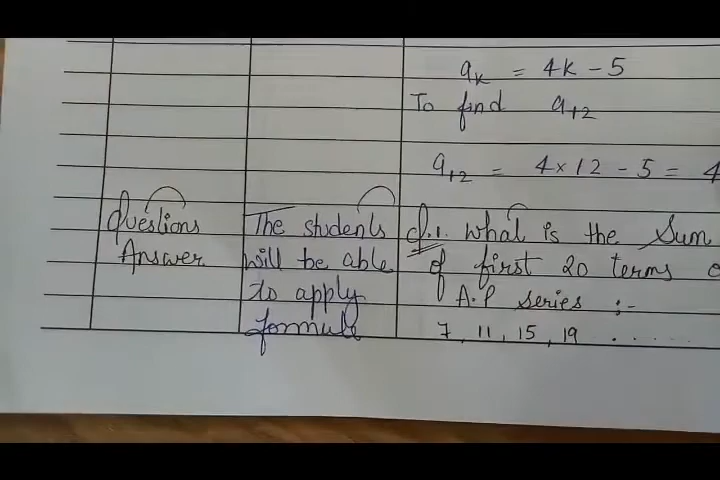 a_k = 4k - 5
To find a_12
a_12 = 4 × 12 - 5 = 4
Questions
Answer
The students
will be able
to apply
formula
Q.1. What is the Sum
of first 20 terms
A.P series :-
7, 11, 15, 19 . . . . . .